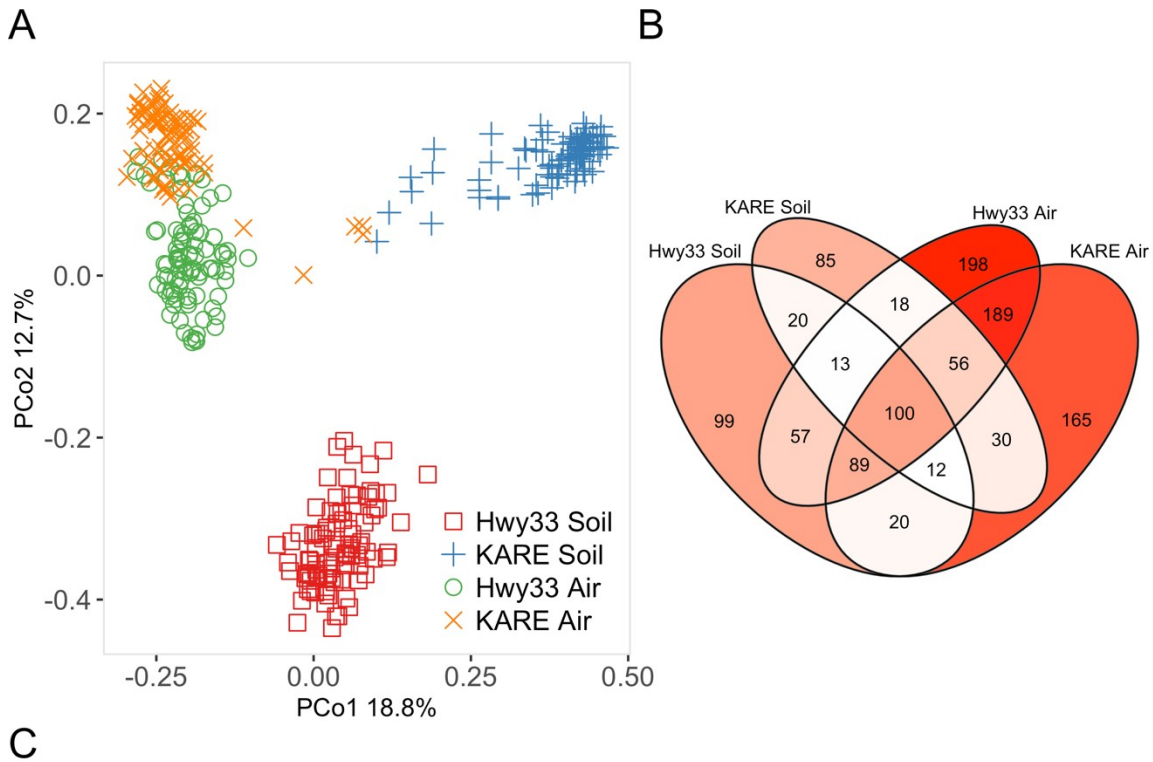 A
B
0.2
0.0
-0.2
-0.4
PCo2 12.7%
-0.25
0.00
0.25
0.50
PCo1 18.8%
Hwy33 Soil
KARE Soil
Hwy33 Air
KARE Air
KARE Soil
Hwy33 Air
Hwy33 Soil
KARE Air
85
198
20
18
189
13
56
99
57
100
30
165
89
12
20
C